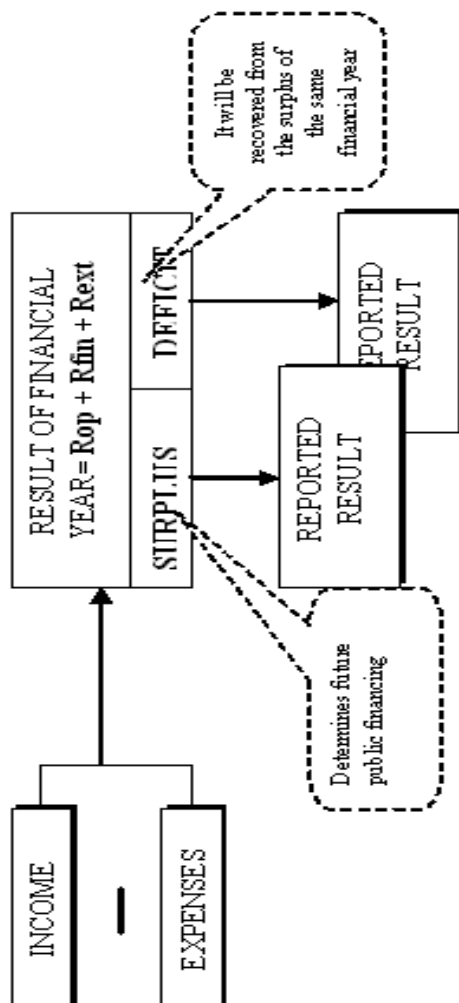 INCOME
EXPENSES
RESULT OF FINANCIAL
YEAR= Rop + Rfin + Rext
SURPLUS
DEFICIT
Determines future
public financing
It will be
recovered from
the surplus of
the same
financial year
REPORTED
RESULT
EPORTED
RESULT